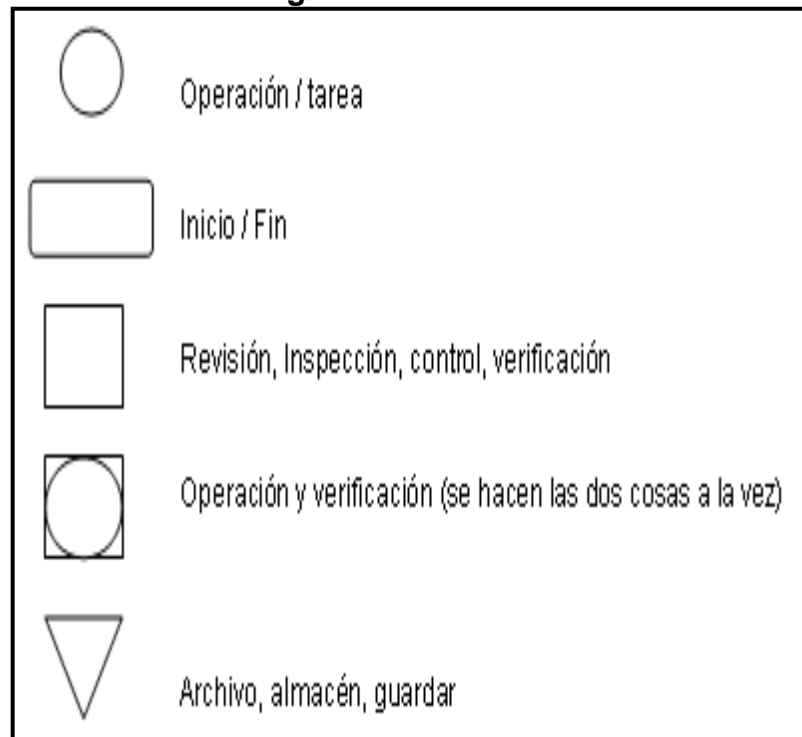 Operación / tarea
Inicio / Fin
Revisión, Inspección, control, verificación
Operación y verificación (se hacen las dos cosas a la vez)
Archivo, almacén, guardar